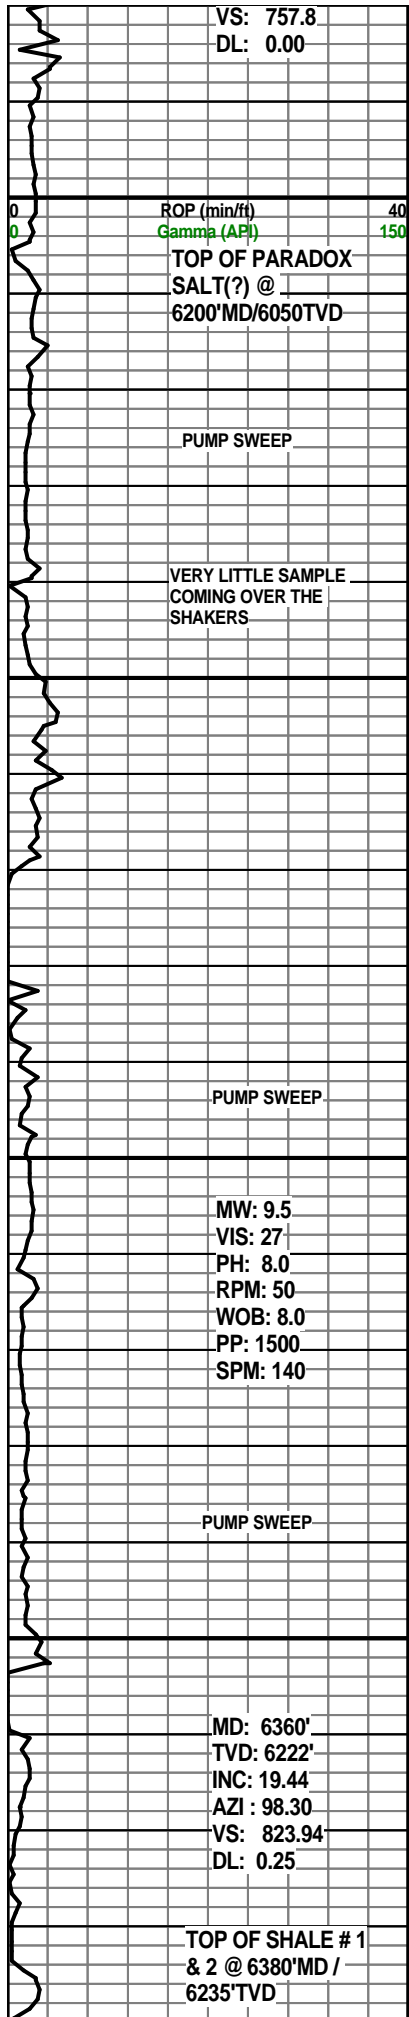 VS: 757.8
DL: 0.00
0 ROP (min/ft) 40
0 Gamma (API) 150
TOP OF PARADOX
SALT(?) @
6200'MD/6050TVD
PUMP SWEEP
VERY LITTLE SAMPLE
COMING OVER THE
SHAKERS
PUMP SWEEP
MW: 9.5
VIS: 27
PH: 8.0
RPM: 50
WOB: 8.0
PP: 1500
SPM: 140
PUMP SWEEP
MD: 6360'
TVD: 6222'
INC: 19.44
AZI : 98.30
VS: 823.94
DL: 0.25
TOP OF SHALE # 1
& 2 @ 6380'MD /
6235'TVD